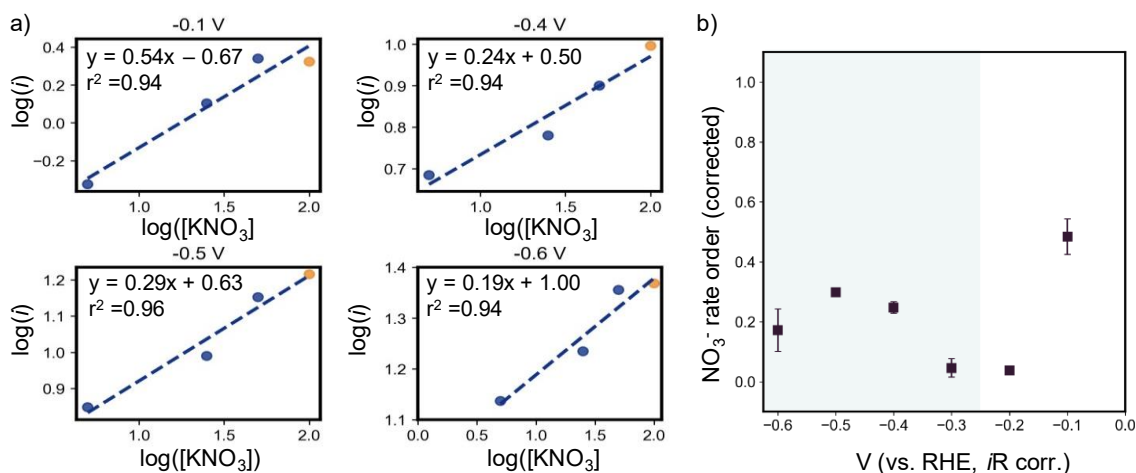 a)
-0.1 V
y = 0.54x – 0.67
r² =0.94
log(i)
0.4
0.2
0.0
−0.2
1.0
1.5
2.0
log([KNO₃]
-0.4 V
y = 0.24x + 0.50
r² =0.94
log(i)
1.0
0.9
0.8
0.7
1.0
1.5
2.0
log([KNO₃]
-0.5 V
y = 0.29x + 0.63
r² =0.96
log(i)
1.2
1.1
1.0
0.9
1.0
1.5
2.0
log([KNO₃])
-0.6 V
y = 0.19x + 1.00
r² =0.94
log(i)
1.4
1.3
1.2
1.1
0.0
0.5
1.0
1.5
2.0
log([KNO₃]
b)
NO₃⁻ rate order (corrected)
1.0
0.8
0.6
0.4
0.2
0.0
−0.6
−0.5
−0.4
−0.3
−0.2
−0.1
0.0
V (vs. RHE, iR corr.)